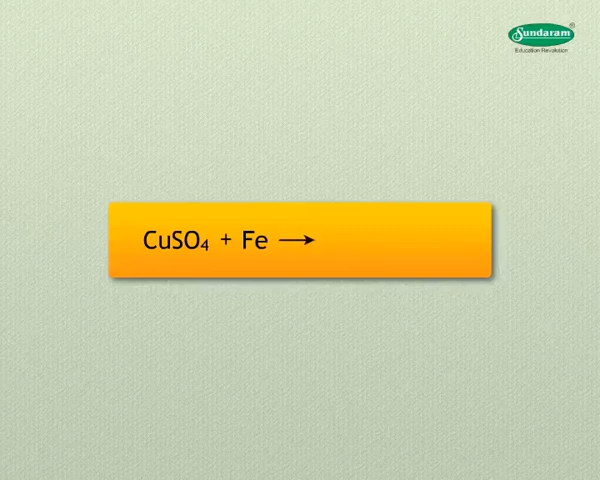 Sundaram®
Education Revolution
CuSO₄ + Fe ⟶